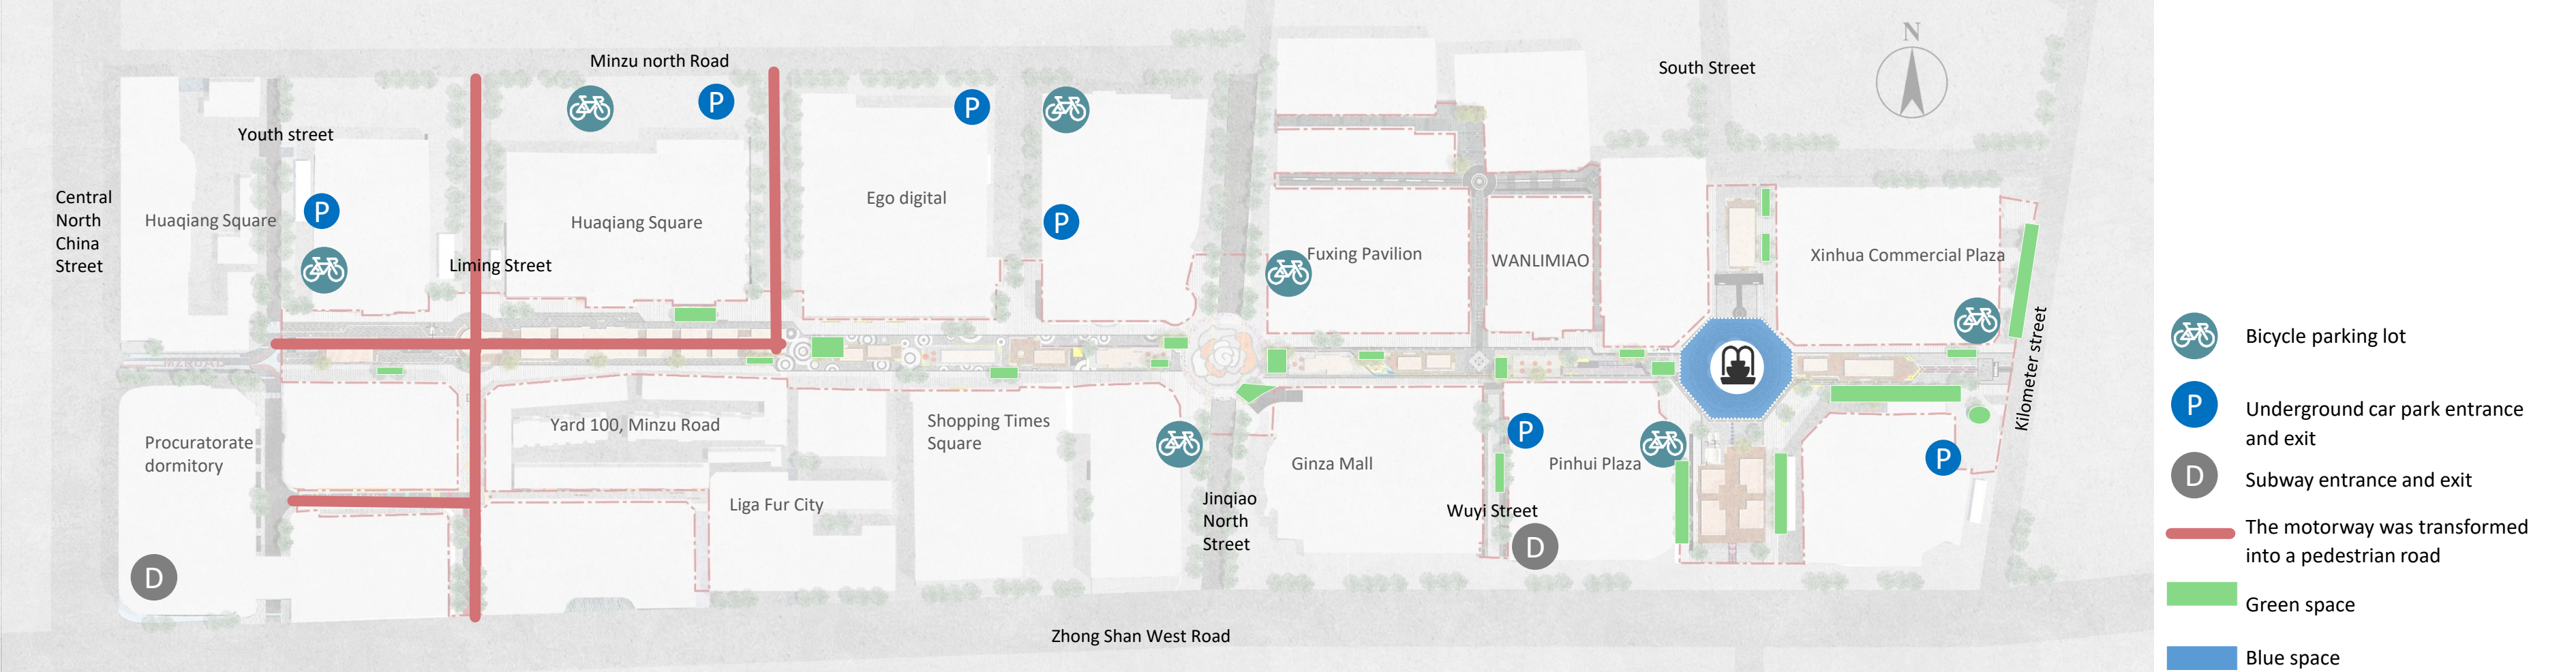 N
Minzu north Road
South Street
P
P
Youth street
Central
North
China
Street
Huaqiang Square
P
Huaqiang Square
Ego digital
P
Liming Street
Fuxing Pavilion
WANLIMIAO
Xinhua Commercial Plaza
Kilometer street
Procuratorate
dormitory
Yard 100, Minzu Road
Shopping Times
Square
Liga Fur City
Ginza Mall
P
Pinhui Plaza
P
Jinqiao
North
Street
Wuyi Street
D
D
Zhong Shan West Road
Bicycle parking lot
P
Underground car park entrance
and exit
D
Subway entrance and exit
The motorway was transformed
into a pedestrian road
Green space
Blue space